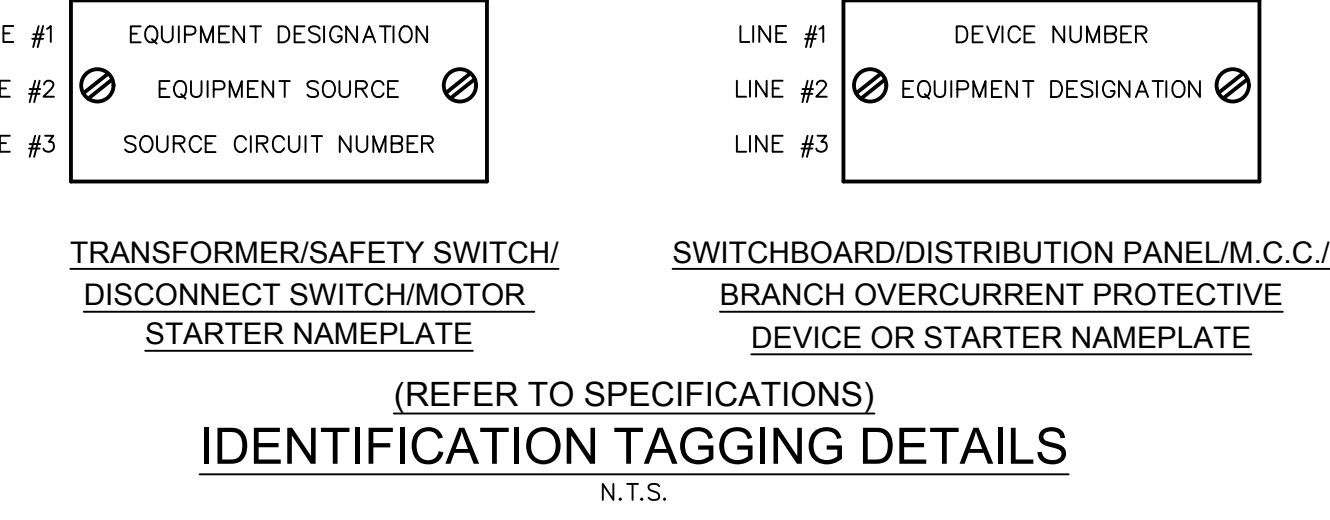 E #1 EQUIPMENT DESIGNATION
E #2 EQUIPMENT SOURCE
E #3 SOURCE CIRCUIT NUMBER
TRANSFORMER/SAFETY SWITCH/
DISCONNECT SWITCH/MOTOR
STARTER NAMEPLATE
LINE #1 DEVICE NUMBER
LINE #2 EQUIPMENT DESIGNATION
LINE #3
SWITCHBOARD/DISTRIBUTION PANEL/M.C.C./
BRANCH OVERCURRENT PROTECTIVE
DEVICE OR STARTER NAMEPLATE
(REFER TO SPECIFICATIONS)
IDENTIFICATION TAGGING DETAILS
N.T.S.